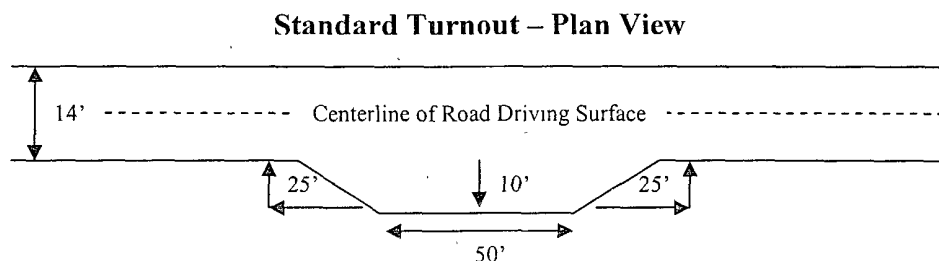 Standard Turnout – Plan View
14'
Centerline of Road Driving Surface
25'
10'
25'
50'